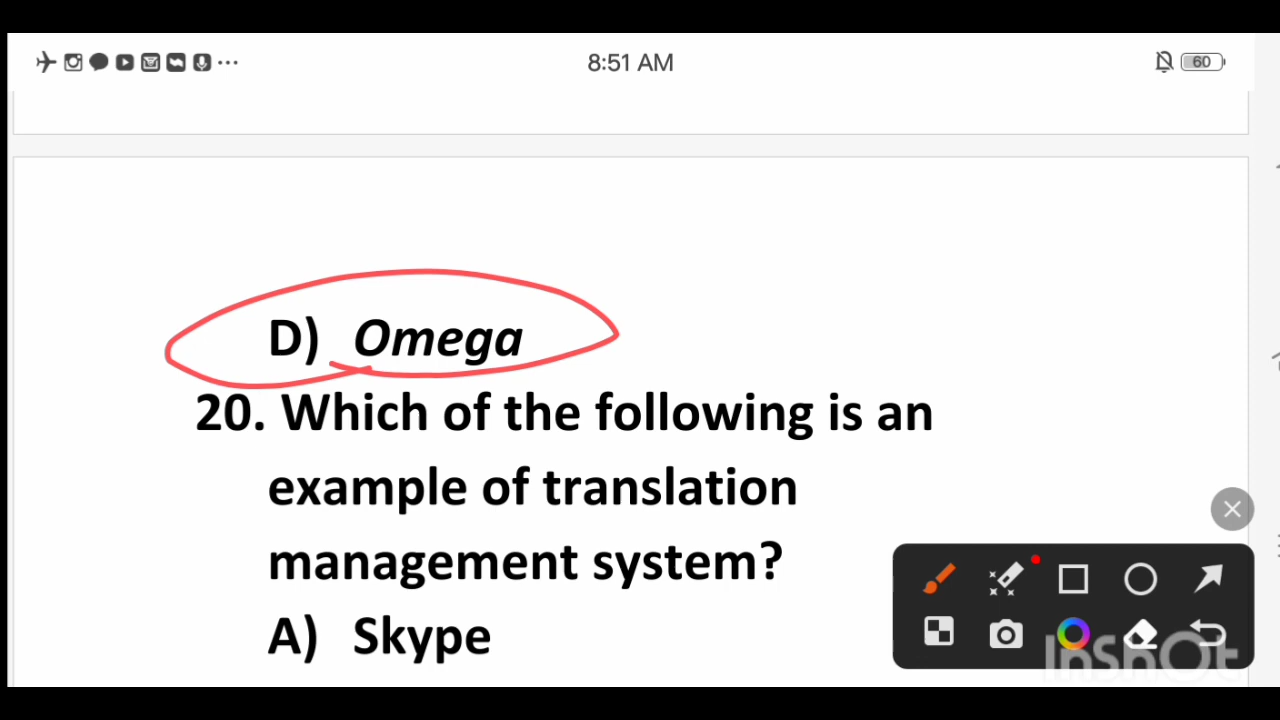 8:51 AM
60
D) Omega
20. Which of the following is an
example of translation
management system?
A) Skype
InShOt